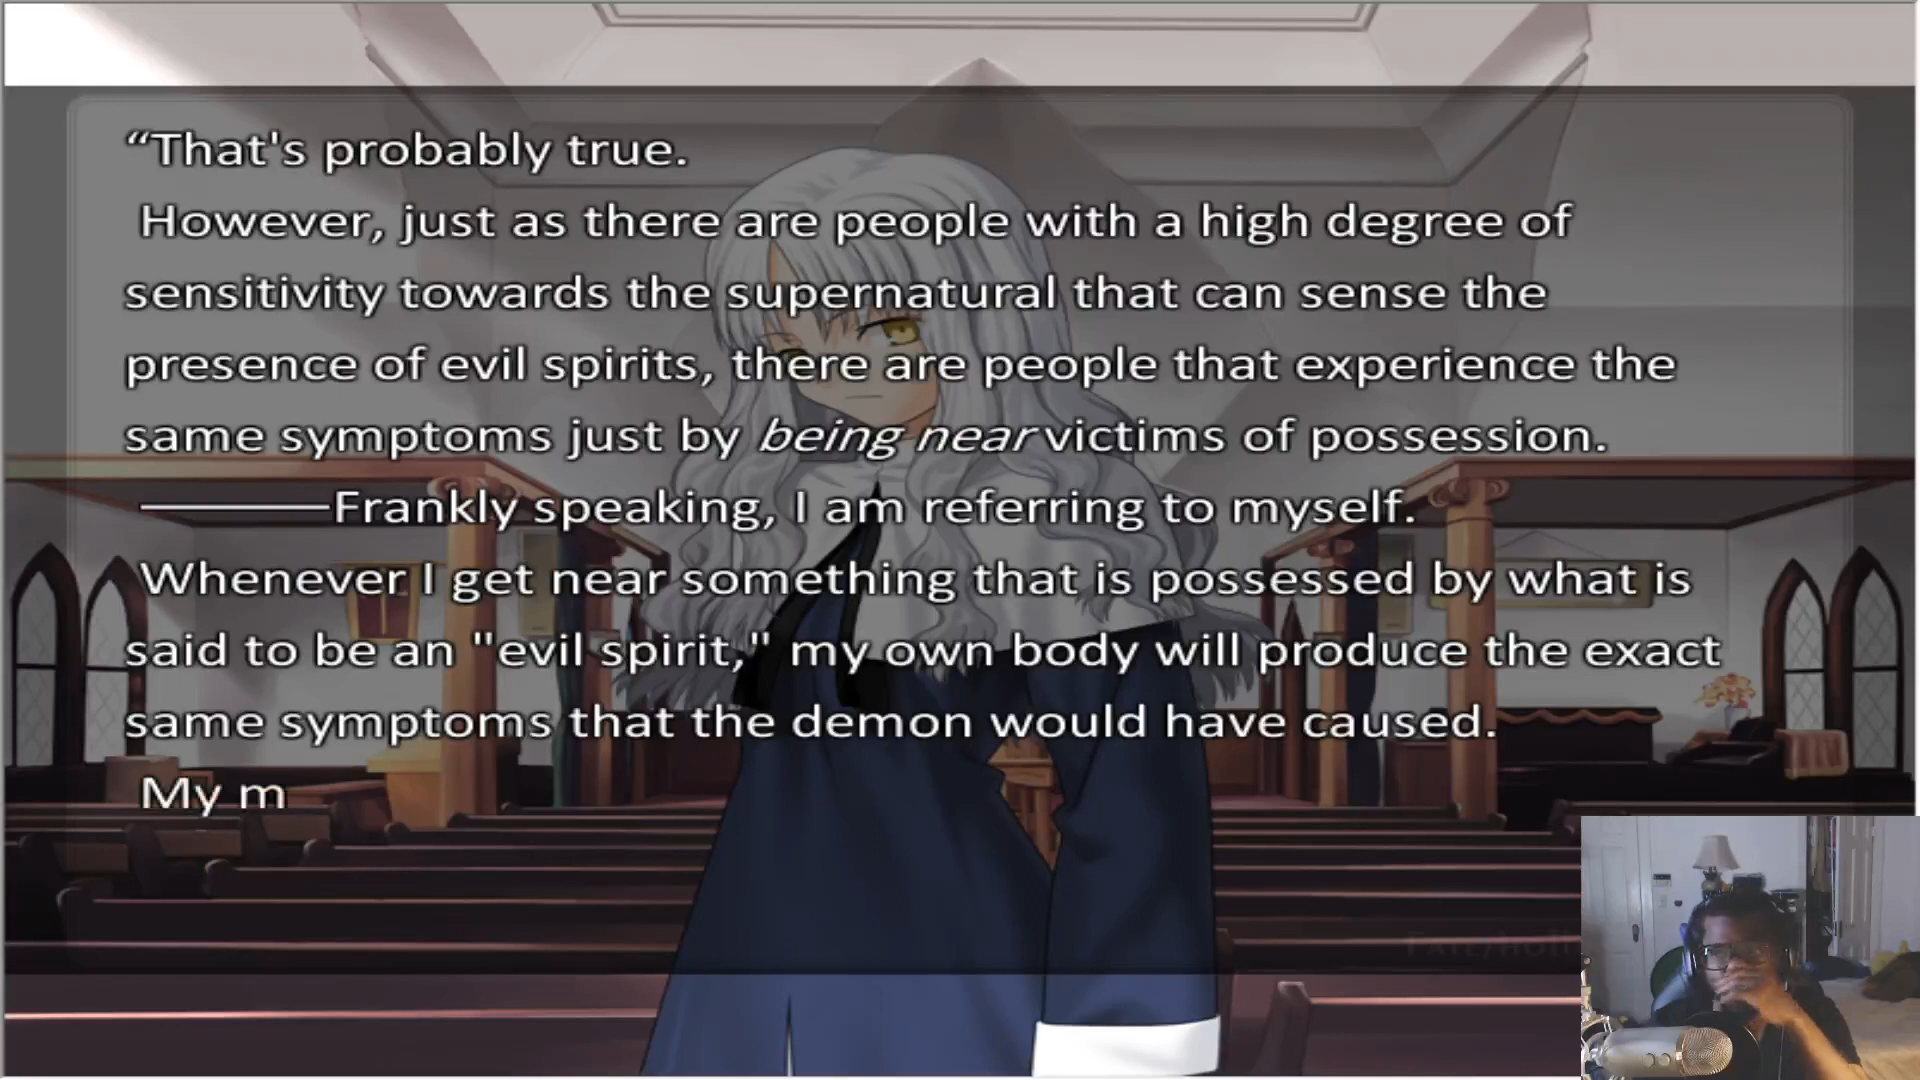 “That's probably true.
However, just as there are people with a high degree of
sensitivity towards the supernatural that can sense the
presence of evil spirits, there are people that experience the
same symptoms just by being near victims of possession.
―――Frankly speaking, I am referring to myself.
Whenever I get near something that is possessed by what is
said to be an "evil spirit," my own body will produce the exact
same symptoms that the demon would have caused.
My m